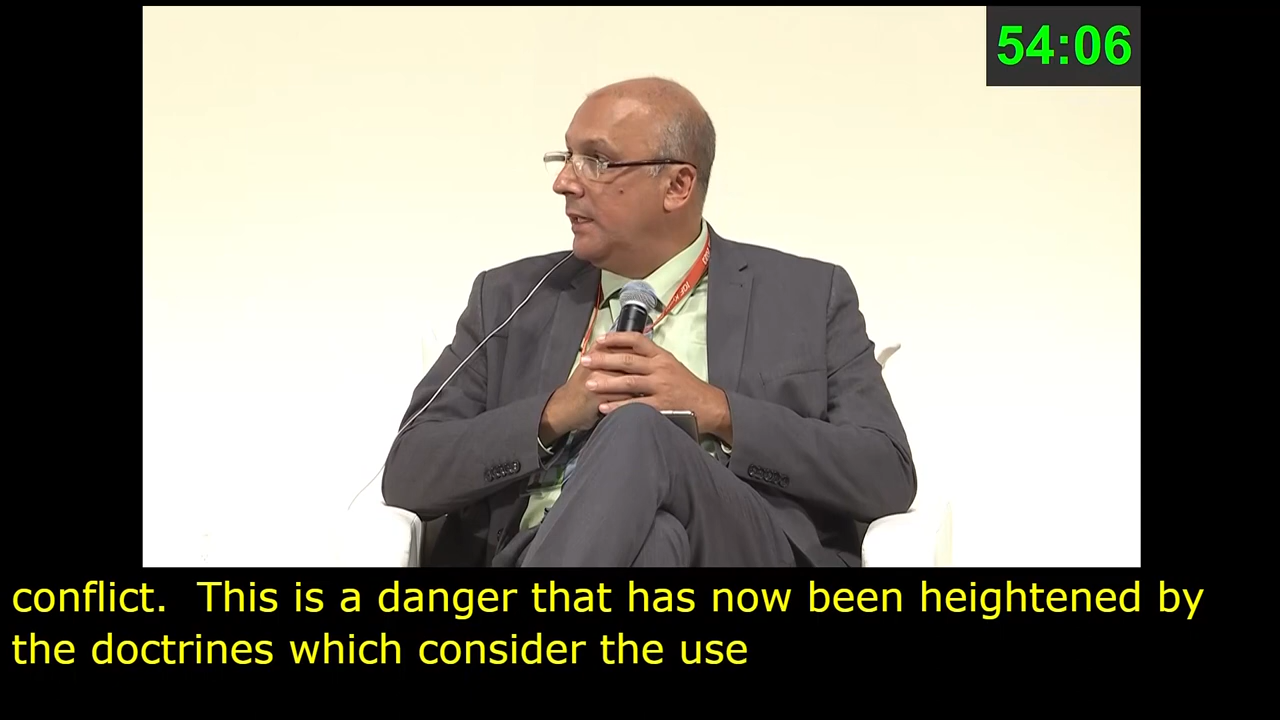 54:06
conflict.  This is a danger that has now been heightened by
the doctrines which consider the use